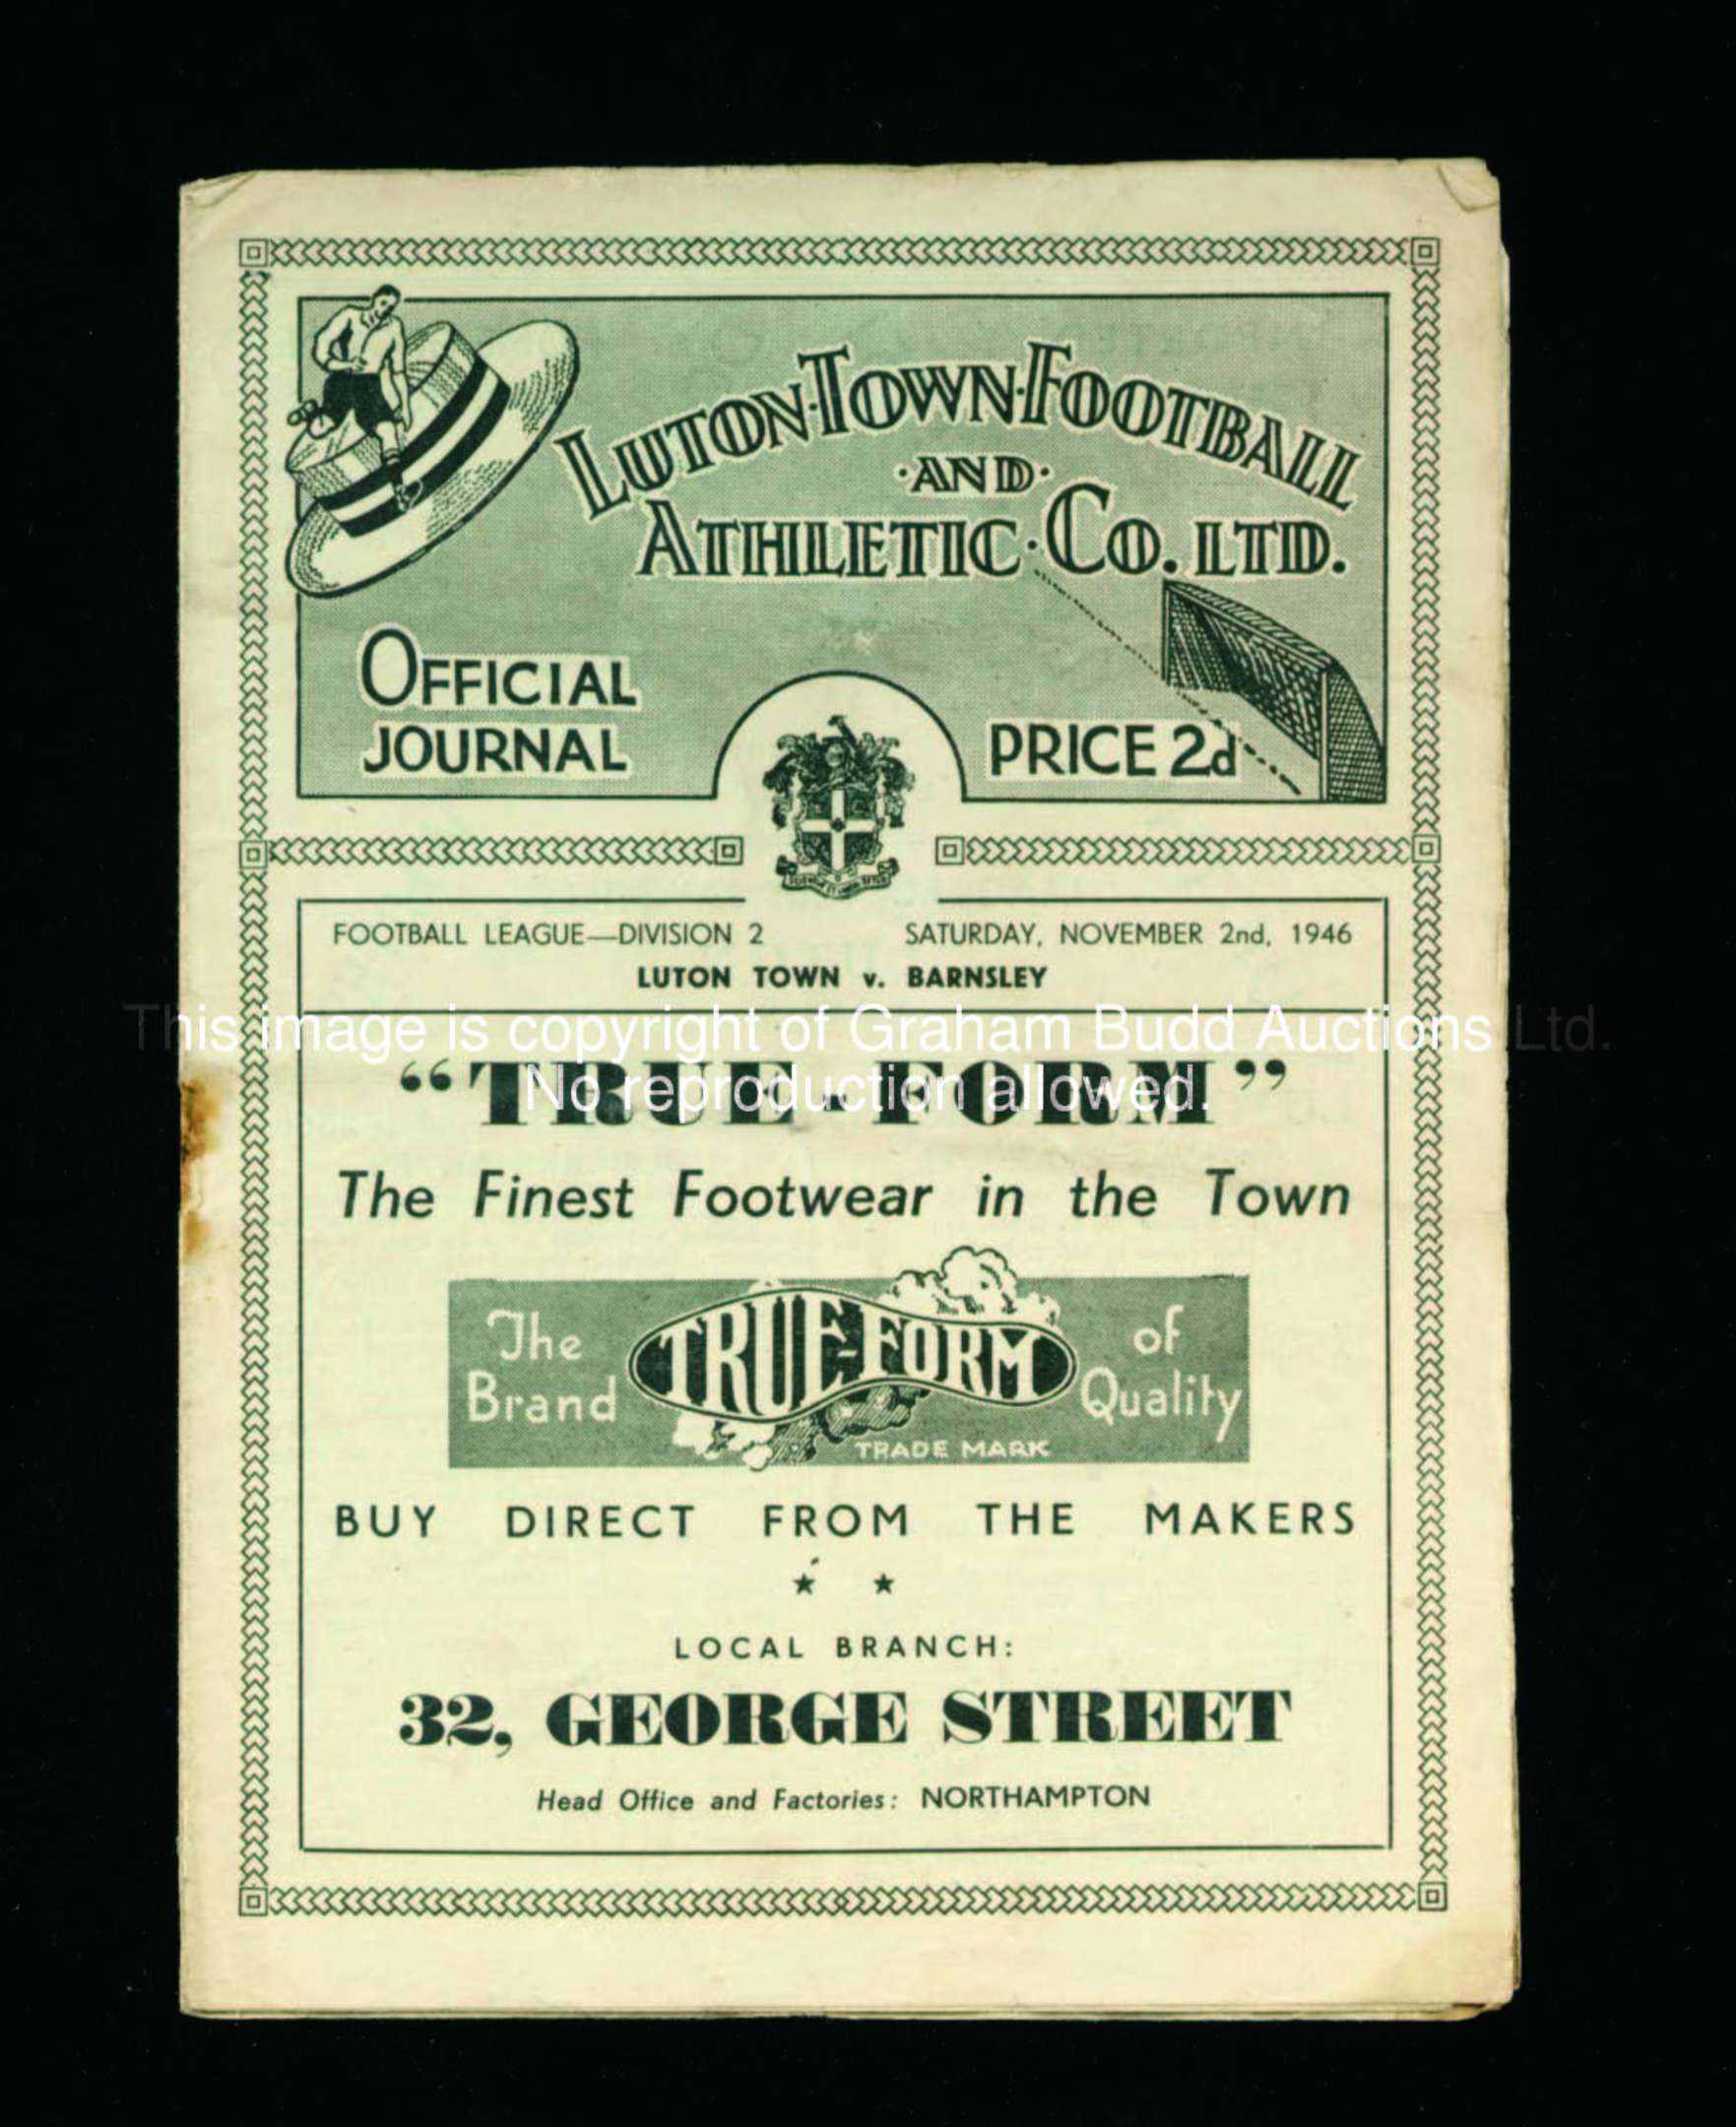 LUTON·TOWN·FOOTBALL
·AND·
ATHLETIC·CO. LTD.
OFFICIAL
JOURNAL
PRICE 2d
FOOTBALL LEAGUE—DIVISION 2 SATURDAY, NOVEMBER 2nd, 1946
LUTON TOWN v. BARNSLEY
This image is copyright of Graham Budd Auctions Ltd.
No reproduction allowed.
“TRUE-FORM”
The Finest Footwear in the Town
The
Brand
TRUE-FORM
of
Quality
TRADE MARK
BUY DIRECT FROM THE MAKERS
★ ★
LOCAL BRANCH:
32, GEORGE STREET
Head Office and Factories: NORTHAMPTON